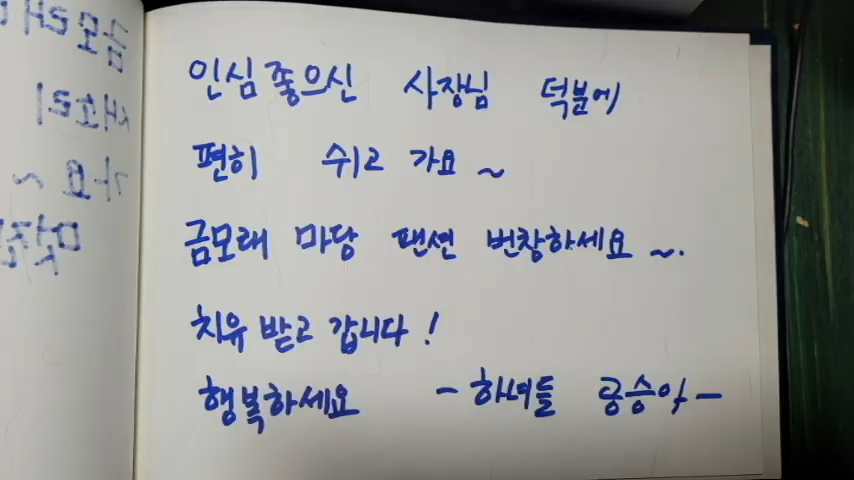 인심좋으신 사장님 덕분에
편히 쉬고 가요~
금모래 마당 팬션 번창하세요~.
치유 받고 갑니다!
행복하세요 - 하녀들 공승아 -